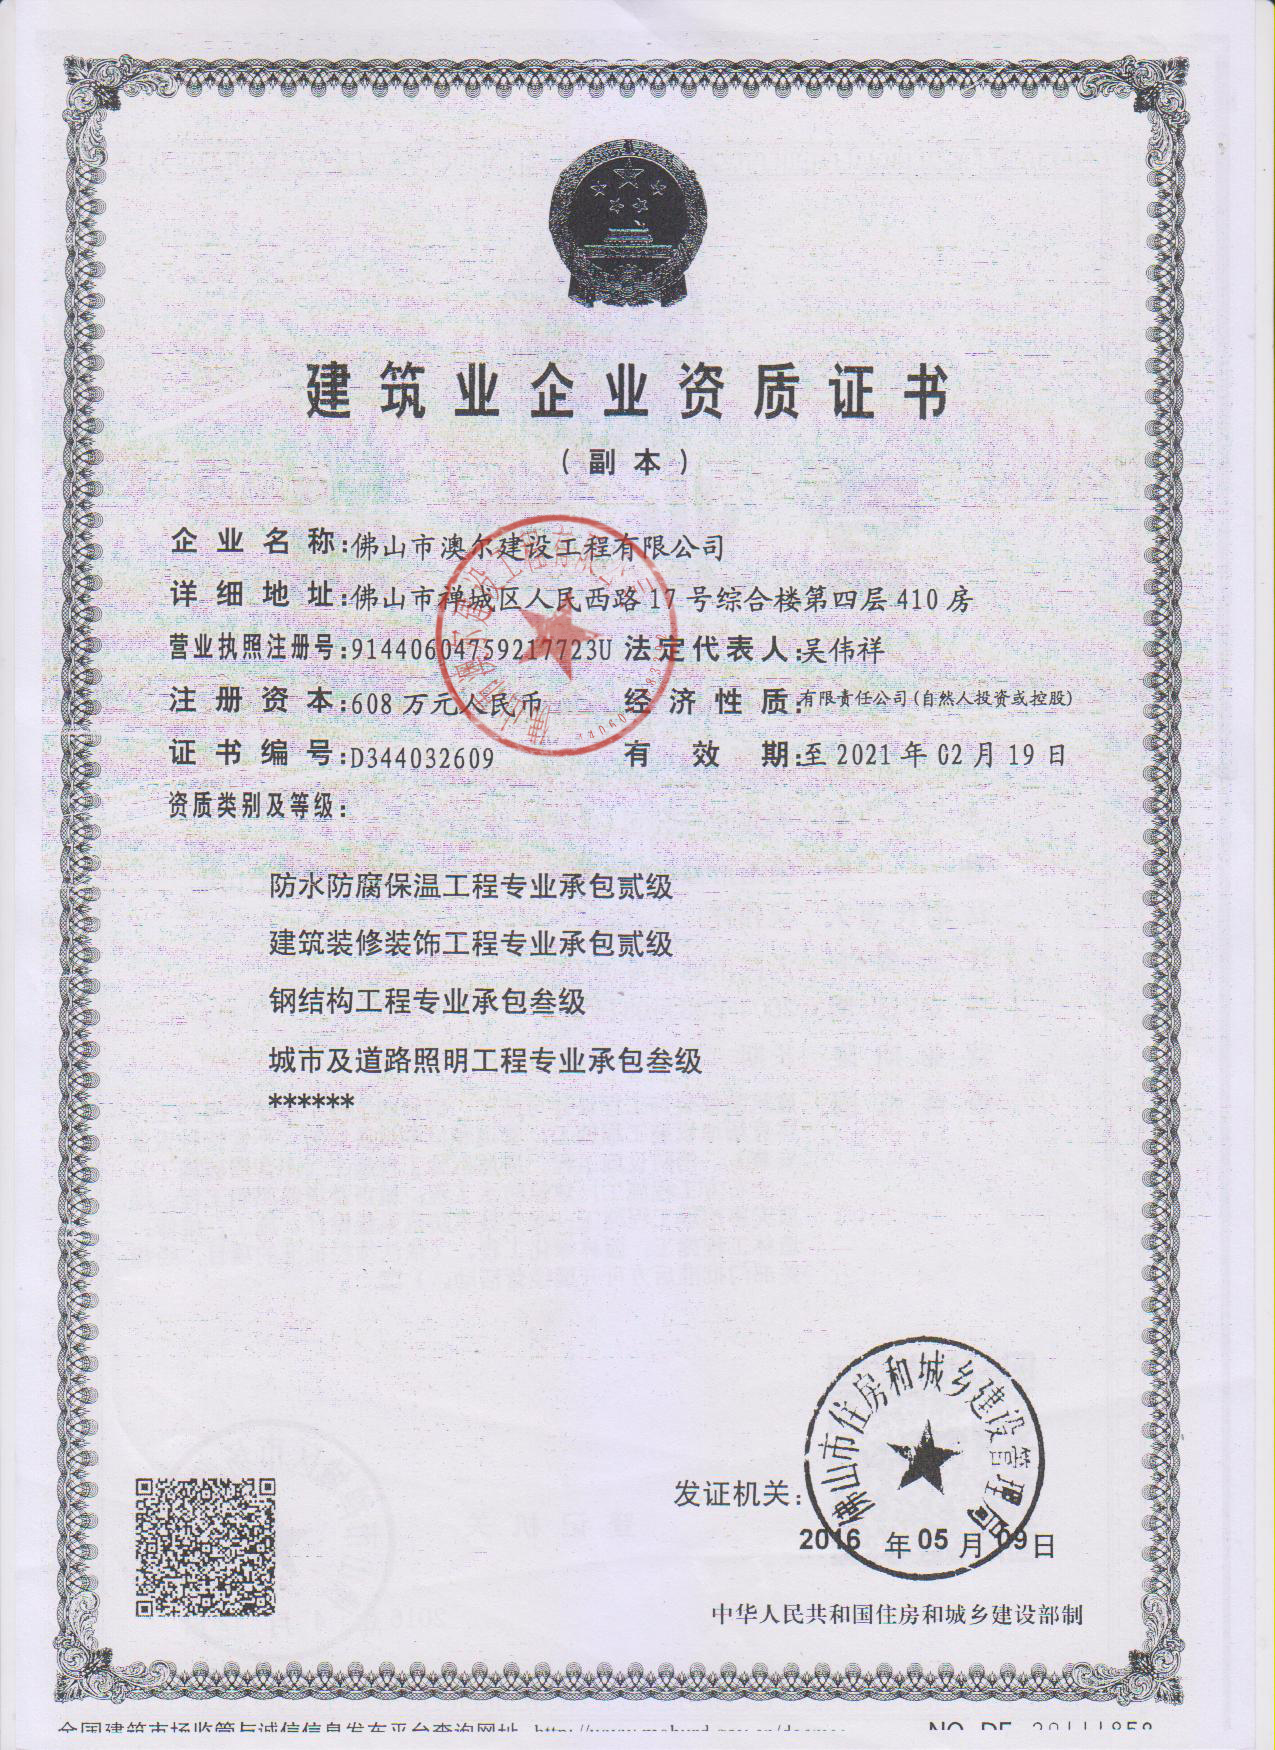 建筑业企业资质证书
(副本)
企业名称:佛山市澳尔建设工程有限公司
详细地址:佛山市禅城区人民西路17号综合楼第四层410房
营业执照注册号:91440604759217723U 法定代表人:吴伟祥
注册资本:608万元人民币 经济性质:有限责任公司(自然人投资或控股)
证书编号:D344032609 有效期:至2021年02月19日
资质类别及等级:
防水防腐保温工程专业承包贰级
建筑装修装饰工程专业承包贰级
钢结构工程专业承包叁级
城市及道路照明工程专业承包叁级
******
佛山市住房和城乡建设管理局
发证机关:
2016年05月09日
中华人民共和国住房和城乡建设部制
全国建筑市场监管与诚信信息发布平台查询网址